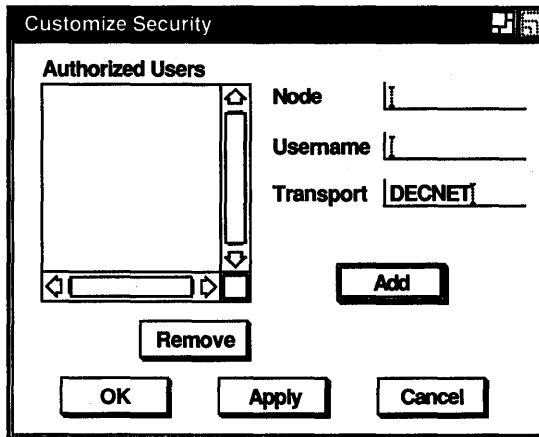 Customize Security
Authorized Users
Node
Username
Transport DECNET
Add
Remove
OK Apply Cancel